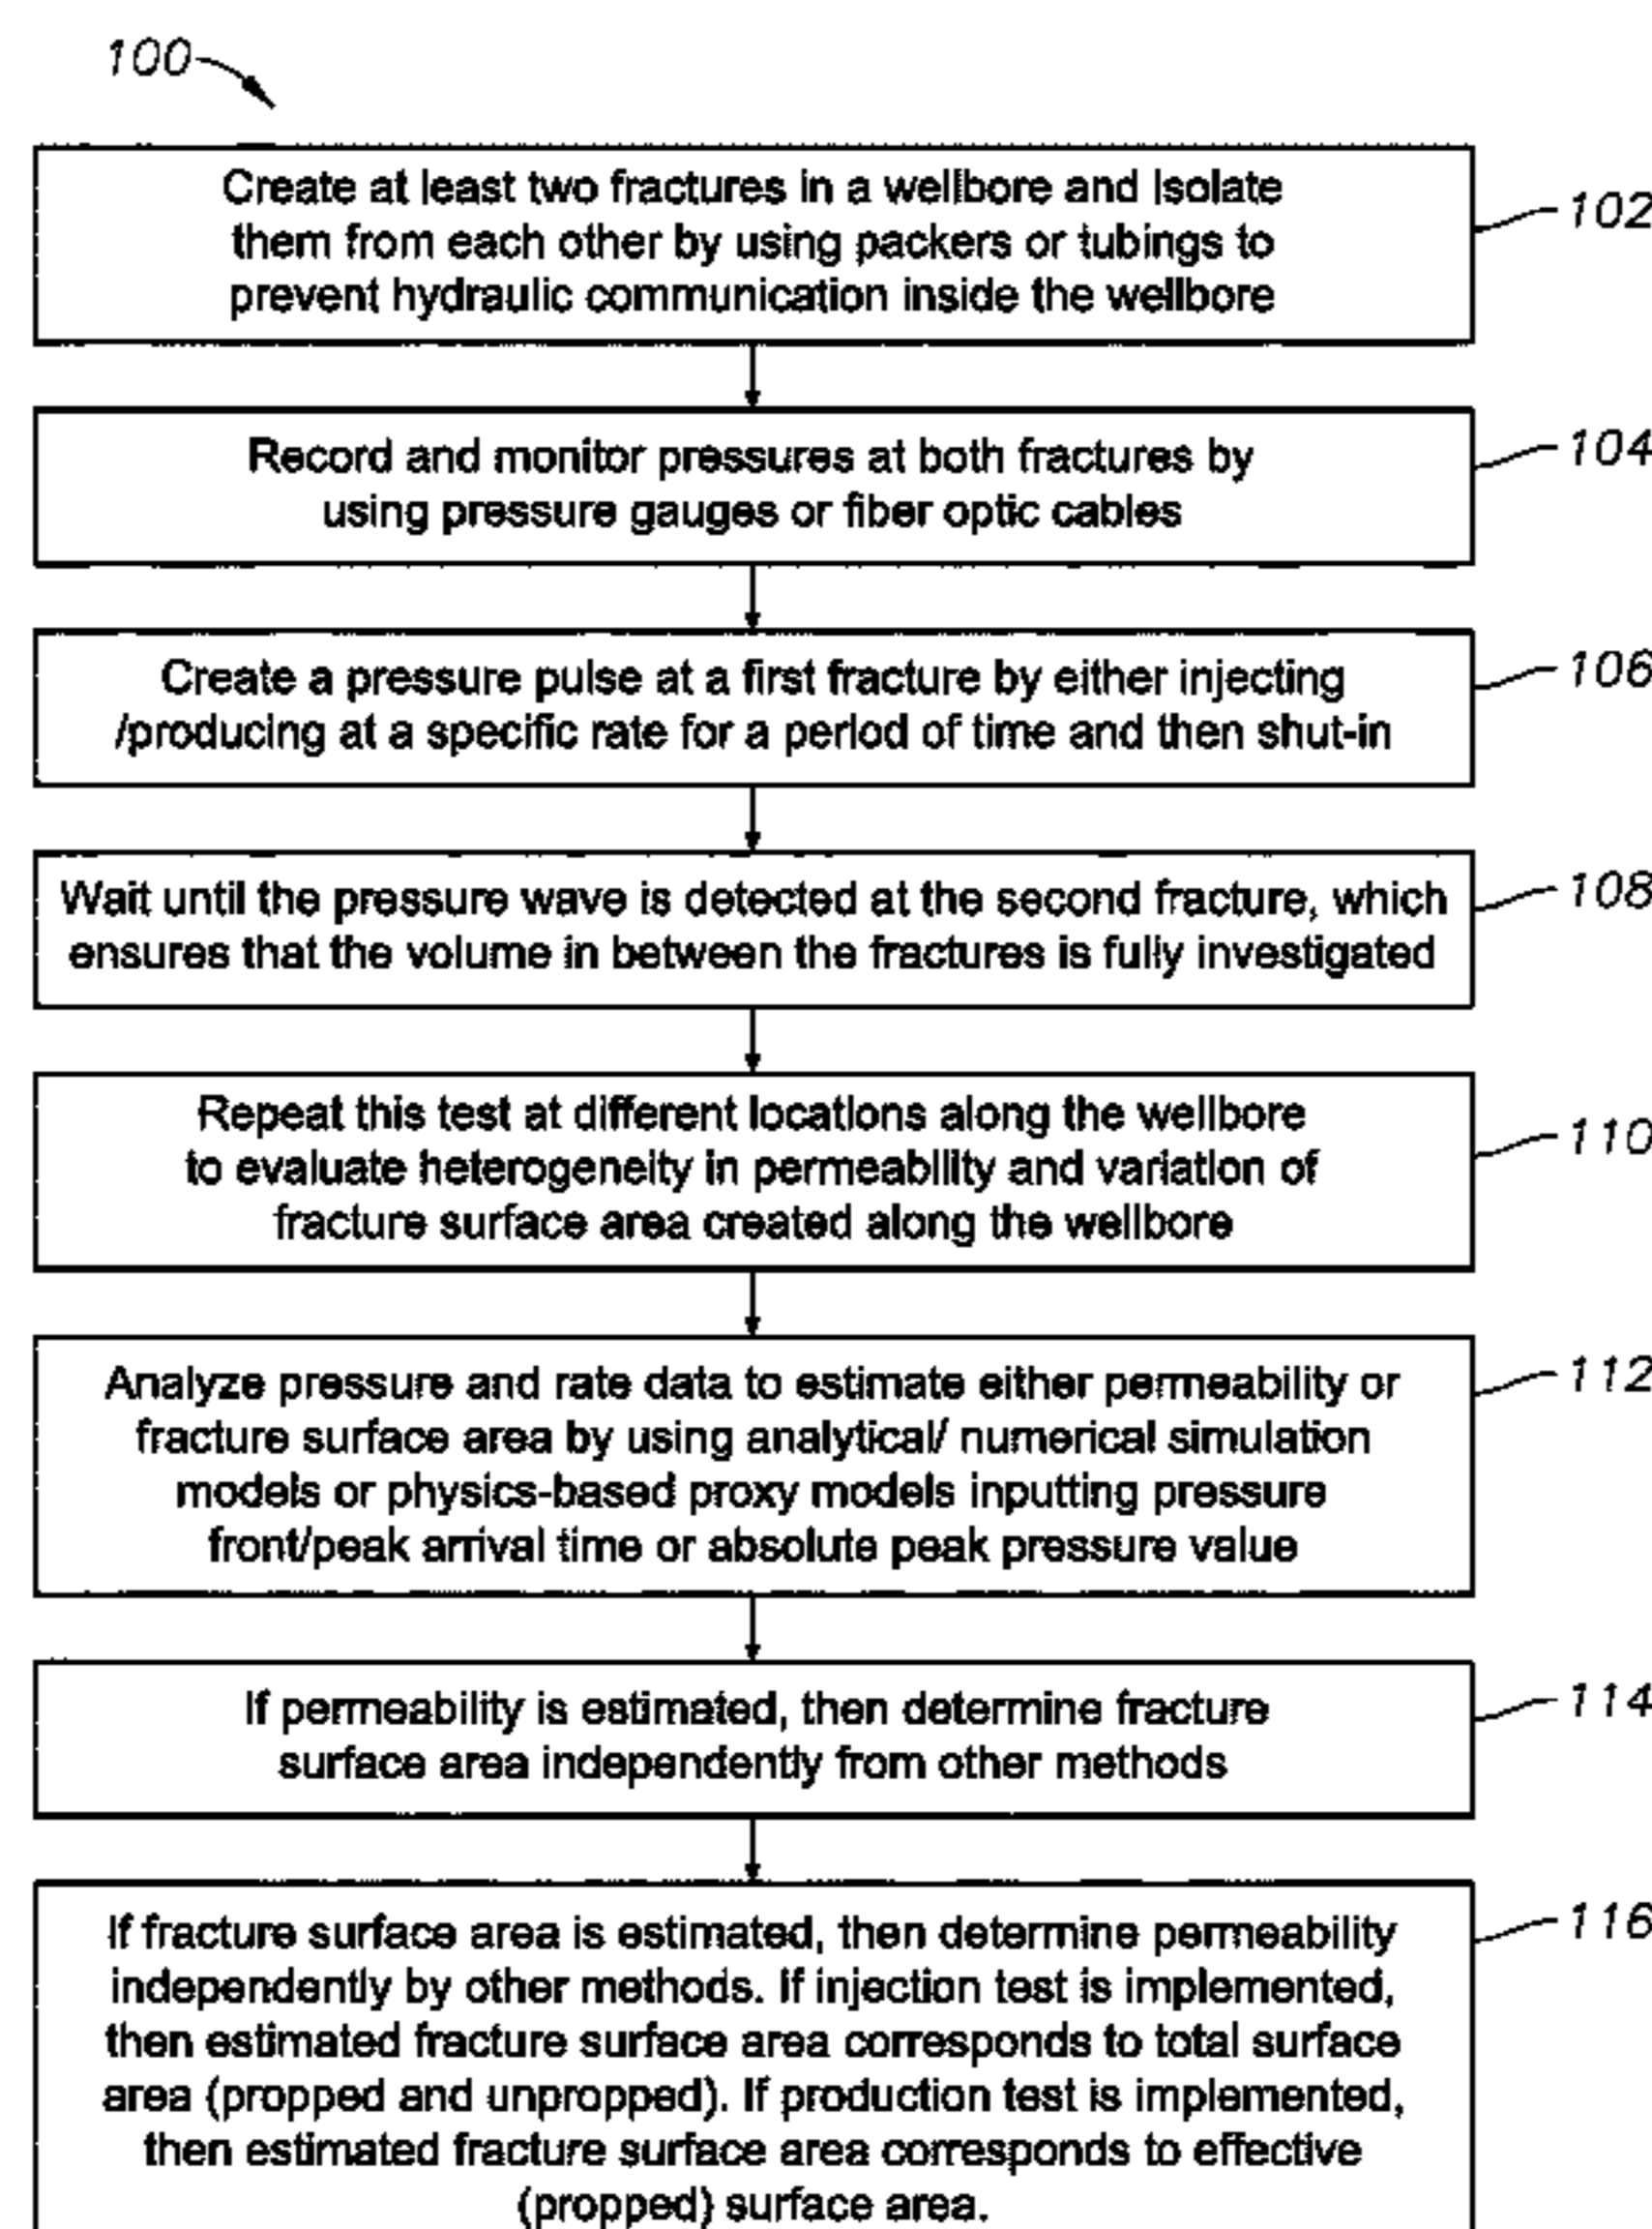 100
Create at least two fractures in a wellbore and isolate
them from each other by using packers or tubings to
prevent hydraulic communication inside the wellbore
102
Record and monitor pressures at both fractures by
using pressure gauges or fiber optic cables
104
Create a pressure pulse at a first fracture by either injecting
/producing at a specific rate for a period of time and then shut-in
106
Wait until the pressure wave is detected at the second fracture, which
ensures that the volume in between the fractures is fully investigated
108
Repeat this test at different locations along the wellbore
to evaluate heterogeneity in permeability and variation of
fracture surface area created along the wellbore
110
Analyze pressure and rate data to estimate either permeability or
fracture surface area by using analytical/ numerical simulation
models or physics-based proxy models inputting pressure
front/peak arrival time or absolute peak pressure value
112
If permeability is estimated, then determine fracture
surface area independently from other methods
114
If fracture surface area is estimated, then determine permeability
independently by other methods. If injection test is implemented,
then estimated fracture surface area corresponds to total surface
area (propped and unpropped). If production test is implemented,
then estimated fracture surface area corresponds to effective
(propped) surface area.
116